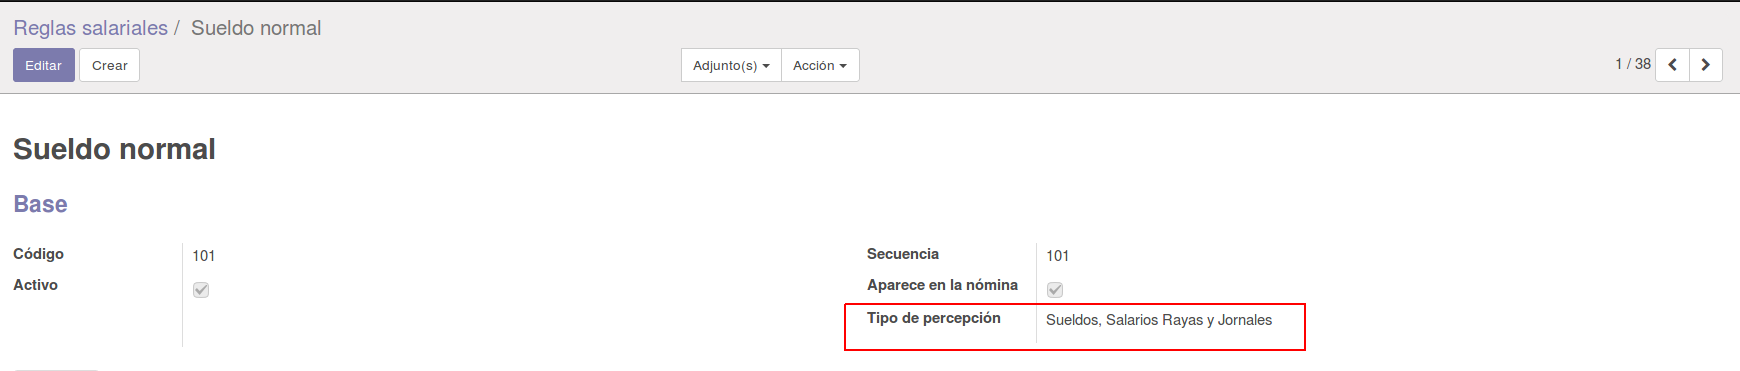 Reglas salariales / Sueldo normal
Editar Crear Adjunto(s) Acción 1 / 38
Sueldo normal
Base
Código 101 Secuencia 101
Activo Aparece en la nómina
Tipo de percepción Sueldos, Salarios Rayas y Jornales